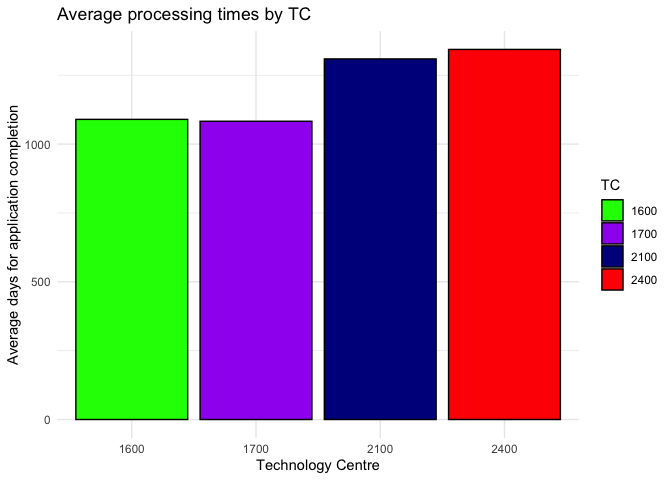 Average processing times by TC
Average days for application completion
1000
500
0
1600 1700 2100 2400
Technology Centre
TC
1600
1700
2100
2400